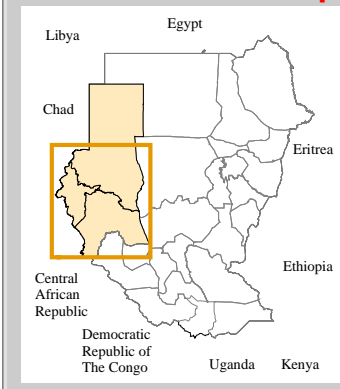 Egypt
Libya
Chad
Eritrea
Ethiopia
Central
African
Republic
Democratic
Republic of
The Congo
Uganda
Kenya